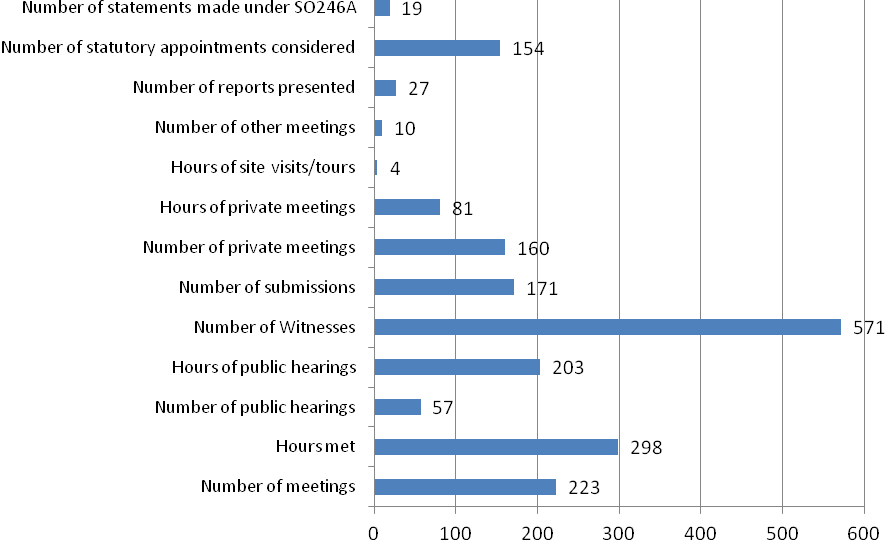 Number of statements made under SO246A 19
Number of statutory appointments considered 154
Number of reports presented 27
Number of other meetings 10
Hours of site visits/tours 4
Hours of private meetings 81
Number of private meetings 160
Number of submissions 171
Number of Witnesses 571
Hours of public hearings 203
Number of public hearings 57
Hours met 298
Number of meetings 223
0 100 200 300 400 500 600